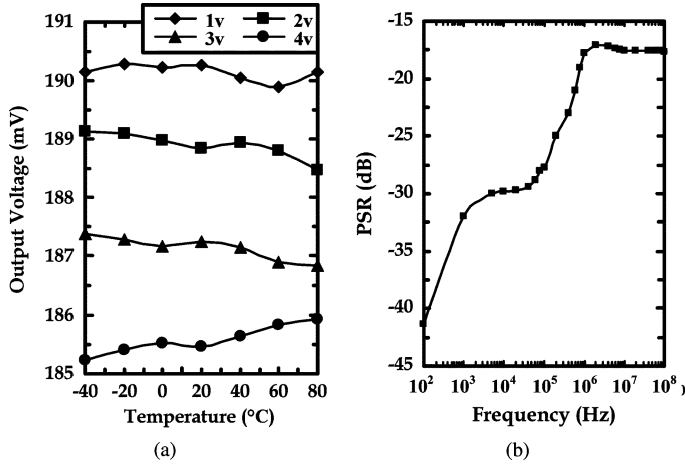 1v 2v
3v 4v
Output Voltage (mV)
191
190
189
188
187
186
185
-40 -20 0 20 40 60 80
Temperature (°C)
(a)
PSR (dB)
-15
-20
-25
-30
-35
-40
-45
10² 10³ 10⁴ 10⁵ 10⁶ 10⁷ 10⁸
Frequency (Hz)
(b)